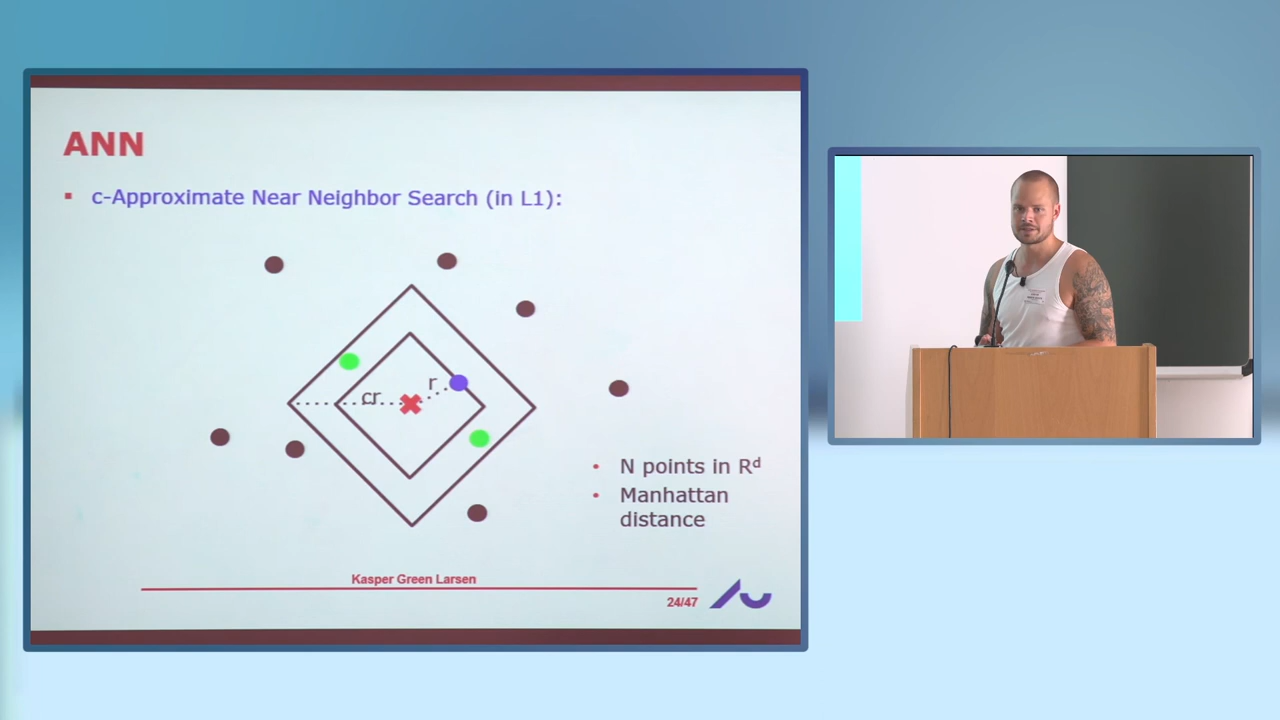 ANN
c-Approximate Near Neighbor Search (in L1):
r
cr
N points in Rᵈ
Manhattan
distance
Kasper Green Larsen
24/47